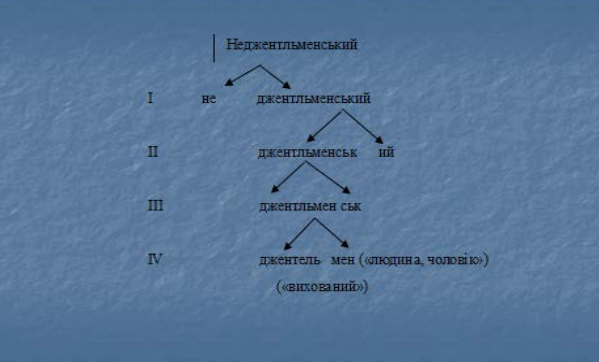 Неджентльменський
I не джентльменський
II джентльменськ ий
III джентльмен ськ
IV джентель мен («людина, чоловік»)
(«вихований»)